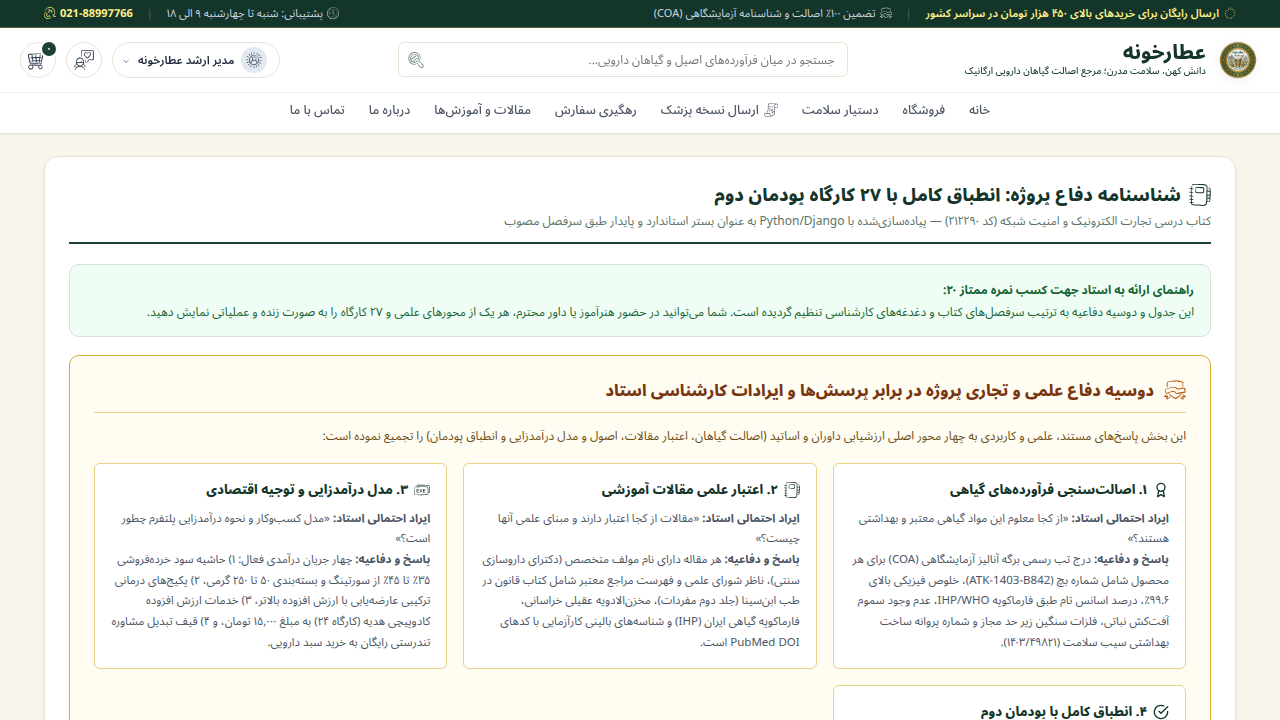 ارسال رایگان برای خریدهای بالای ۴۵۰ هزار تومان در سراسر کشور
تضمین ۱۰۰٪ اصالت و شناسنامه آزمایشگاهی (COA)
پشتیبانی: شنبه تا چهارشنبه ۹ الی ۱۸
021-88997766
عطارخونه
دانش کهن، سلامت مدرن؛ مرجع اصالت گیاهان دارویی ارگانیک
جستجو در میان فرآورده‌های اصیل و گیاهان دارویی...
مدیر ارشد عطارخونه
۰
خانه
فروشگاه
دستیار سلامت
ارسال نسخه پزشک
رهگیری سفارش
مقالات و آموزش‌ها
درباره ما
تماس با ما
شناسنامه دفاع پروژه: انطباق کامل با ۲۷ کارگاه پودمان دوم
کتاب درسی تجارت الکترونیک و امنیت شبکه (کد ۲۱۲۲۹۰) — پیاده‌سازی‌شده با Python/Django به عنوان بستر استاندارد و پایدار طبق سرفصل مصوب
راهنمای ارائه به استاد جهت کسب نمره ممتاز ۲۰:
این جدول و دوسیه دفاعیه به ترتیب سرفصل‌های کتاب و دغدغه‌های کارشناسی تنظیم گردیده است. شما می‌توانید در حضور هنرآموز یا داور محترم، هر یک از محورهای علمی و ۲۷ کارگاه را به صورت زنده و عملیاتی نمایش دهید.
دوسیه دفاع علمی و تجاری پروژه در برابر پرسش‌ها و ایرادات کارشناسی استاد
این بخش پاسخ‌های مستند، علمی و کاربردی به چهار محور اصلی ارزشیابی داوران و اساتید (اصالت گیاهان، اعتبار مقالات، اصول و مدل درآمدزایی و انطباق پودمان) را تجمیع نموده است:
۱. اصالت‌سنجی فرآورده‌های گیاهی
ایراد احتمالی استاد: «از کجا معلوم این مواد گیاهی معتبر و بهداشتی
هستند؟»
پاسخ و دفاعیه: درج تب رسمی برگه آنالیز آزمایشگاهی (COA) برای هر
محصول شامل شماره بچ (ATK-1403-B842)، خلوص فیزیکی بالای
۹۹.۶٪، درصد اسانس تام طبق فارماکوپه IHP/WHO، عدم وجود سموم
آفت‌کش نباتی، فلزات سنگین زیر حد مجاز و شماره پروانه ساخت
بهداشتی سیب سلامت (۱۴۰۳/۴۹۸۲۱).
۲. اعتبار علمی مقالات آموزشی
ایراد احتمالی استاد: «مقالات از کجا اعتبار دارند و مبنای علمی آنها
چیست؟»
پاسخ و دفاعیه: هر مقاله دارای نام مولف متخصص (دکترای داروسازی
سنتی)، ناظر شورای علمی و فهرست مراجع معتبر شامل کتاب قانون در
طب ابن‌سینا (جلد دوم مفردات)، مخزن‌الادویه عقیلی خراسانی،
فارماکوپه گیاهی ایران (IHP) و شناسه‌های بالینی کارآزمایی با کدهای
PubMed DOI است.
۳. مدل درآمدزایی و توجیه اقتصادی
ایراد احتمالی استاد: «مدل کسب‌وکار و نحوه درآمدزایی پلتفرم چطور
است؟»
پاسخ و دفاعیه: چهار جریان درآمدی فعال: ۱) حاشیه سود خرده‌فروشی
۳۵٪ تا ۴۵٪ از سورتینگ و بسته‌بندی ۵۰ تا ۲۵۰ گرمی، ۲) پکیج‌های درمانی
ترکیبی عارضه‌یابی با ارزش افزوده بالاتر، ۳) خدمات ارزش افزوده
کادوپیچی هدیه (کارگاه ۲۴) به مبلغ ۱۵,۰۰۰ تومان، و ۴) قیف تبدیل مشاوره
تندرستی رایگان به خرید سبد دارویی.
۴. انطباق کامل با پودمان دوم